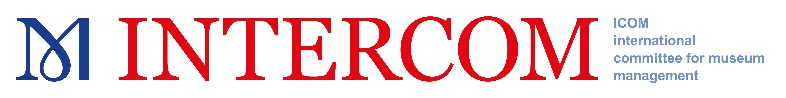 M INTERCOM
ICOM
international
committee for museum
management